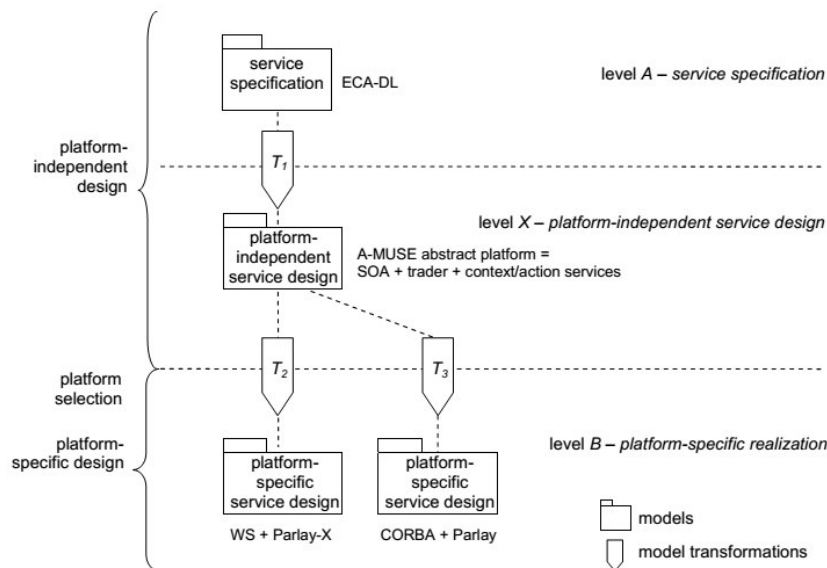 service
specification
ECA-DL
level A – service specification
platform-
independent
design
T1
level X – platform-independent service design
platform-
independent
service design
A-MUSE abstract platform =
SOA + trader + context/action services
T2
T3
platform
selection
platform-
specific design
level B – platform-specific realization
platform-
specific
service design
platform-
specific
service design
WS + Parlay-X
CORBA + Parlay
models
model transformations